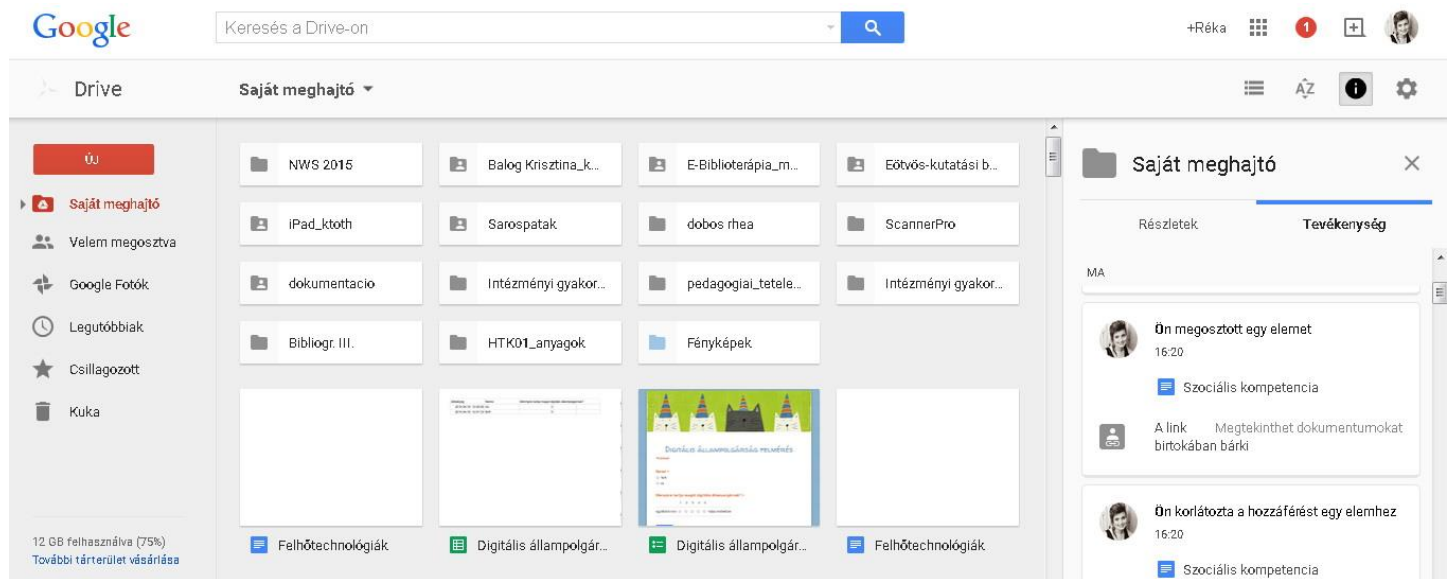 Google
Keresés a Drive-on
+Réka
1
Drive
Saját meghajtó
AZ
ÚJ
Saját meghajtó
Velem megosztva
Google Fotók
Legutóbbiak
Csillagozott
Kuka
12 GB felhasználva (75%)
További tárterület vásárlása
NWS 2015
Balog Krisztina_k...
E-Biblioterápia_m...
Eötvös-kutatási b...
iPad_ktoth
Sarospatak
dobos rhea
ScannerPro
dokumentacio
Intézményi gyakor...
pedagogiai_tetele...
Intézményi gyakor...
Bibliogr. III.
HTK01_anyagok
Fényképek
Digitális állampolgárság felmérés
Felhőtechnológiák
Digitális állampolgár...
Digitális állampolgár...
Felhőtechnológiák
Saját meghajtó
Részletek
Tevékenység
MA
Ön megosztott egy elemet
16:20
Szociális kompetencia
A link Megtekinthet dokumentumokat
birtokában bárki
Ön korlátozta a hozzáférést egy elemhez
16:20
Szociális kompetencia